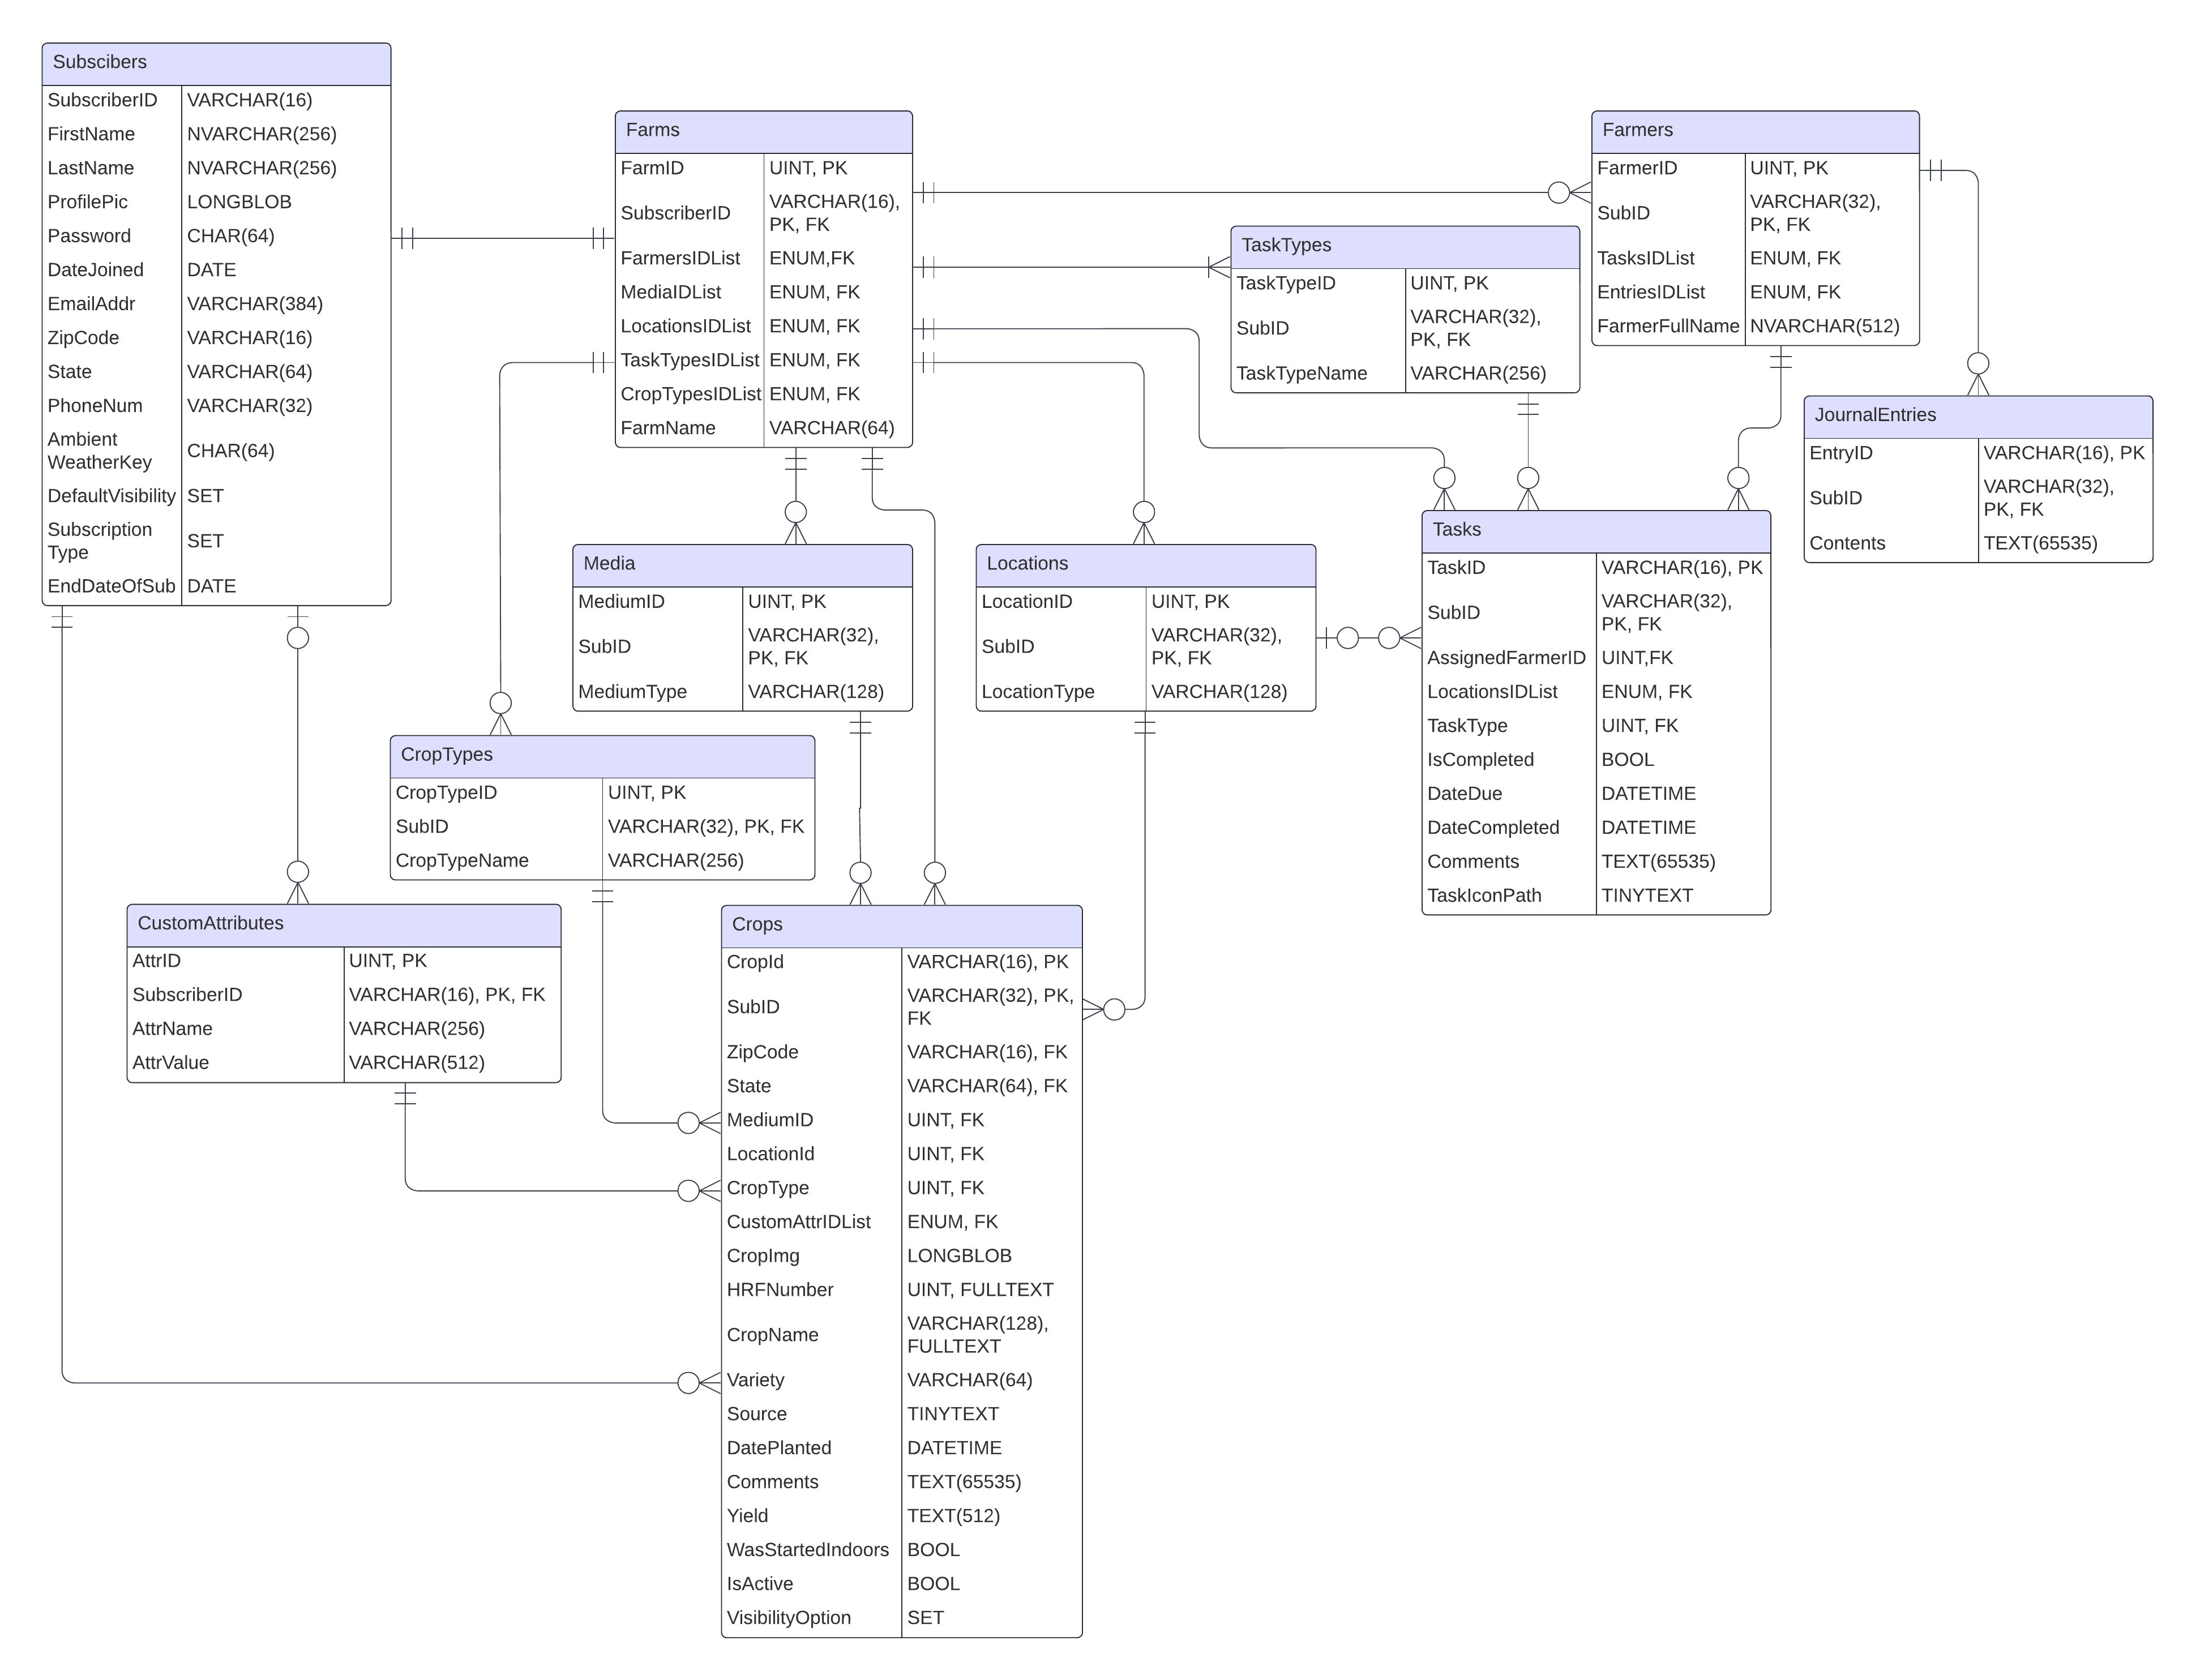 Subscibers
SubscriberID VARCHAR(16)
FirstName NVARCHAR(256)
LastName NVARCHAR(256)
ProfilePic LONGBLOB
Password CHAR(64)
DateJoined DATE
EmailAddr VARCHAR(384)
ZipCode VARCHAR(16)
State VARCHAR(64)
PhoneNum VARCHAR(32)
Ambient
WeatherKey CHAR(64)
DefaultVisibility SET
Subscription
Type SET
EndDateOfSub DATE
Farms
FarmID UINT, PK
SubscriberID VARCHAR(16),
PK, FK
FarmersIDList ENUM,FK
MediaIDList ENUM, FK
LocationsIDList ENUM, FK
TaskTypesIDList ENUM, FK
CropTypesIDList ENUM, FK
FarmName VARCHAR(64)
Farmers
FarmerID UINT, PK
SubID VARCHAR(32),
PK, FK
TasksIDList ENUM, FK
EntriesIDList ENUM, FK
FarmerFullName NVARCHAR(512)
TaskTypes
TaskTypeID UINT, PK
SubID VARCHAR(32),
PK, FK
TaskTypeName VARCHAR(256)
JournalEntries
EntryID VARCHAR(16), PK
SubID VARCHAR(32),
PK, FK
Contents TEXT(65535)
Media
MediumID UINT, PK
SubID VARCHAR(32),
PK, FK
MediumType VARCHAR(128)
Locations
LocationID UINT, PK
SubID VARCHAR(32),
PK, FK
LocationType VARCHAR(128)
Tasks
TaskID VARCHAR(16), PK
SubID VARCHAR(32),
PK, FK
AssignedFarmerID UINT,FK
LocationsIDList ENUM, FK
TaskType UINT, FK
IsCompleted BOOL
DateDue DATETIME
DateCompleted DATETIME
Comments TEXT(65535)
TaskIconPath TINYTEXT
CropTypes
CropTypeID UINT, PK
SubID VARCHAR(32), PK, FK
CropTypeName VARCHAR(256)
CustomAttributes
AttrID UINT, PK
SubscriberID VARCHAR(16), PK, FK
AttrName VARCHAR(256)
AttrValue VARCHAR(512)
Crops
CropId VARCHAR(16), PK
SubID VARCHAR(32), PK,
FK
ZipCode VARCHAR(16), FK
State VARCHAR(64), FK
MediumID UINT, FK
LocationId UINT, FK
CropType UINT, FK
CustomAttrIDList ENUM, FK
CropImg LONGBLOB
HRFNumber UINT, FULLTEXT
CropName VARCHAR(128),
FULLTEXT
Variety VARCHAR(64)
Source TINYTEXT
DatePlanted DATETIME
Comments TEXT(65535)
Yield TEXT(512)
WasStartedIndoors BOOL
IsActive BOOL
VisibilityOption SET